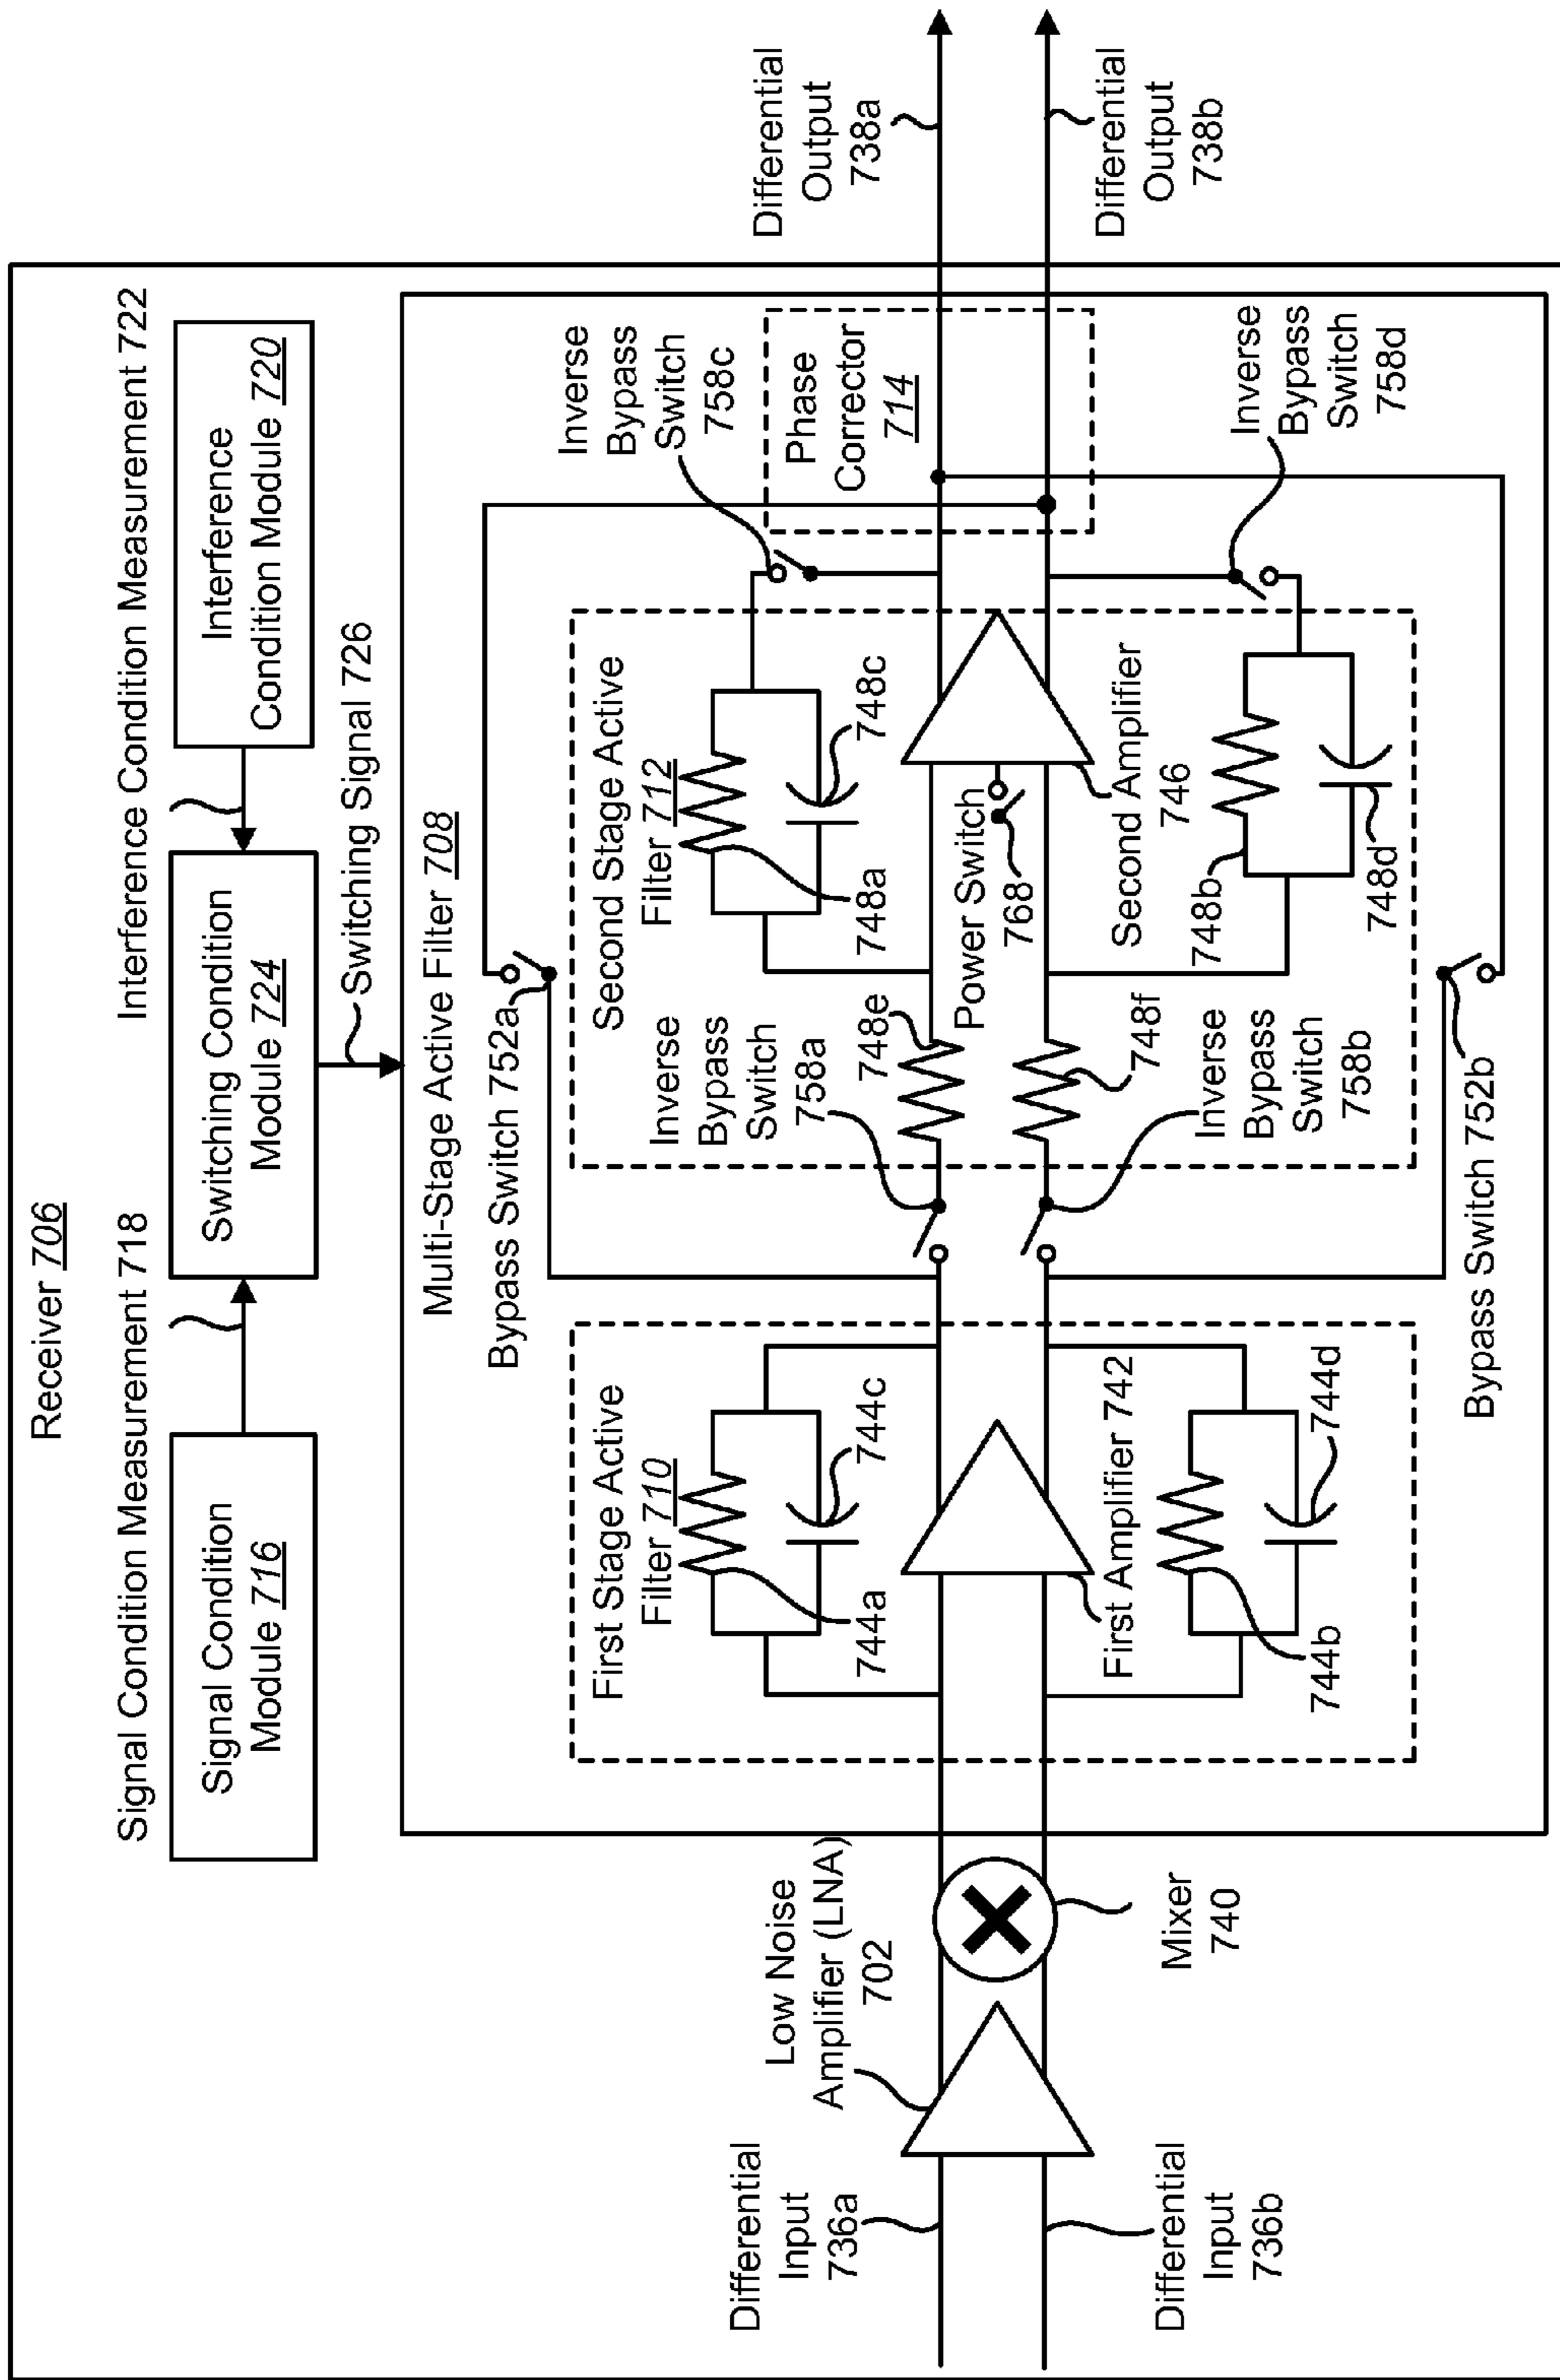 Receiver 706
Signal Condition Measurement 718
Interference Condition Measurement 722
Signal Condition
Module 716
Switching Condition
Module 724
Interference
Condition Module 720
Switching Signal 726
Multi-Stage Active Filter 708
Bypass Switch 752a
First Stage Active
Filter 710
744a
744c
First Amplifier 742
744b
744d
Second Stage Active
Filter 712
748a
748c
Inverse
Bypass
Switch
758a
748e
Power Switch
768
748f
Inverse
Bypass
Switch
758b
Second Amplifier
746
748b
748d
Bypass Switch 752b
Inverse
Bypass
Switch
758c
Phase
Corrector
714
Inverse
Bypass
Switch
758d
Low Noise
Amplifier (LNA)
702
Mixer
740
Differential
Input
736a
Differential
Input
736b
Differential
Output
738a
Differential
Output
738b